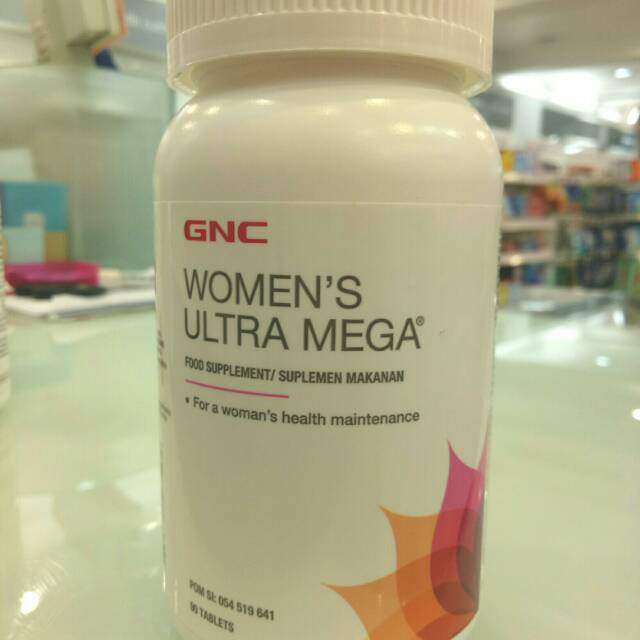 GNC
WOMEN'S
ULTRA MEGA®
FOOD SUPPLEMENT/ SUPLEMEN MAKANAN
• For a woman's health maintenance
POM SI: 054 519 641
90 TABLETS